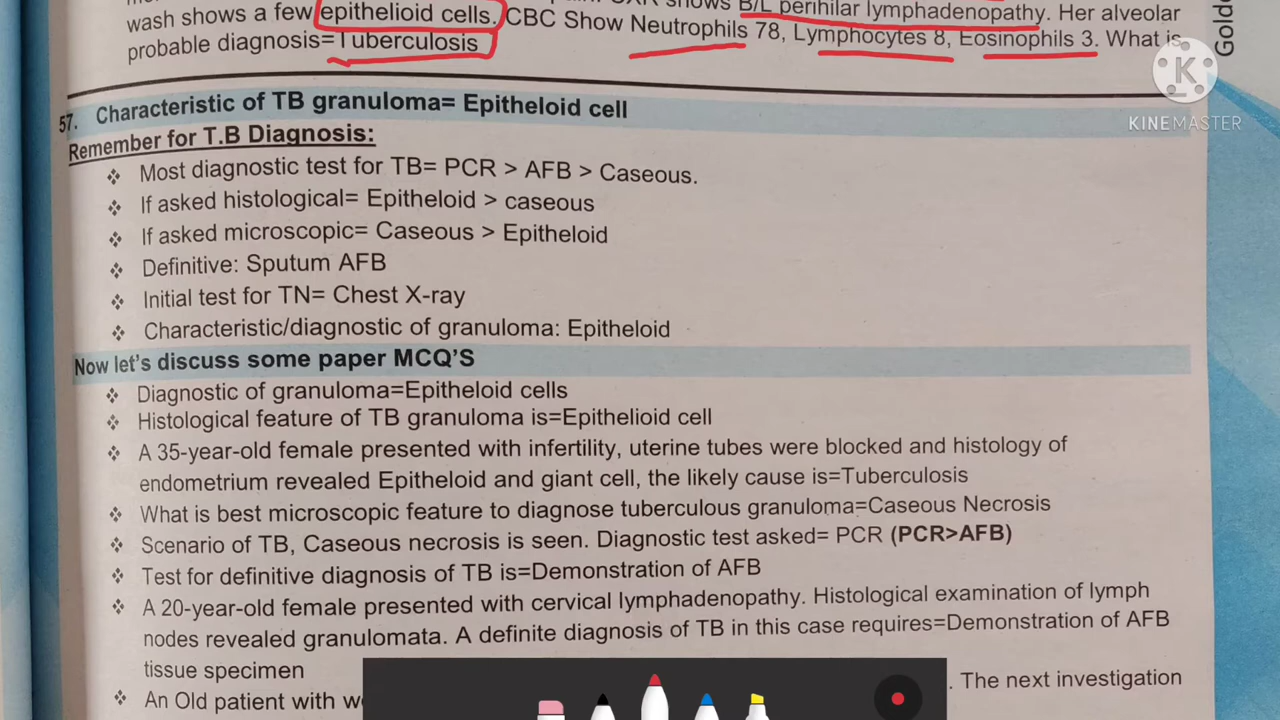 shows B/L perihilar lymphadenopathy. Her alveolar
wash shows a few epithelioid cells. CBC Show Neutrophils 78, Lymphocytes 8, Eosinophils 3. What is
probable diagnosis= Tuberculosis
Golde
KINEMASTER
57. Characteristic of TB granuloma= Epitheloid cell
Remember for T.B Diagnosis:
❖ Most diagnostic test for TB= PCR > AFB > Caseous.
❖ If asked histological= Epitheloid > caseous
❖ If asked microscopic= Caseous > Epitheloid
❖ Definitive: Sputum AFB
❖ Initial test for TN= Chest X-ray
❖ Characteristic/diagnostic of granuloma: Epitheloid
Now let's discuss some paper MCQ'S
❖ Diagnostic of granuloma=Epitheloid cells
❖ Histological feature of TB granuloma is=Epithelioid cell
❖ A 35-year-old female presented with infertility, uterine tubes were blocked and histology of
endometrium revealed Epitheloid and giant cell, the likely cause is=Tuberculosis
❖ What is best microscopic feature to diagnose tuberculous granuloma=Caseous Necrosis
❖ Scenario of TB, Caseous necrosis is seen. Diagnostic test asked= PCR (PCR>AFB)
❖ Test for definitive diagnosis of TB is=Demonstration of AFB
❖ A 20-year-old female presented with cervical lymphadenopathy. Histological examination of lymph
nodes revealed granulomata. A definite diagnosis of TB in this case requires=Demonstration of AFB
tissue specimen
❖ An Old patient with . The next investigation